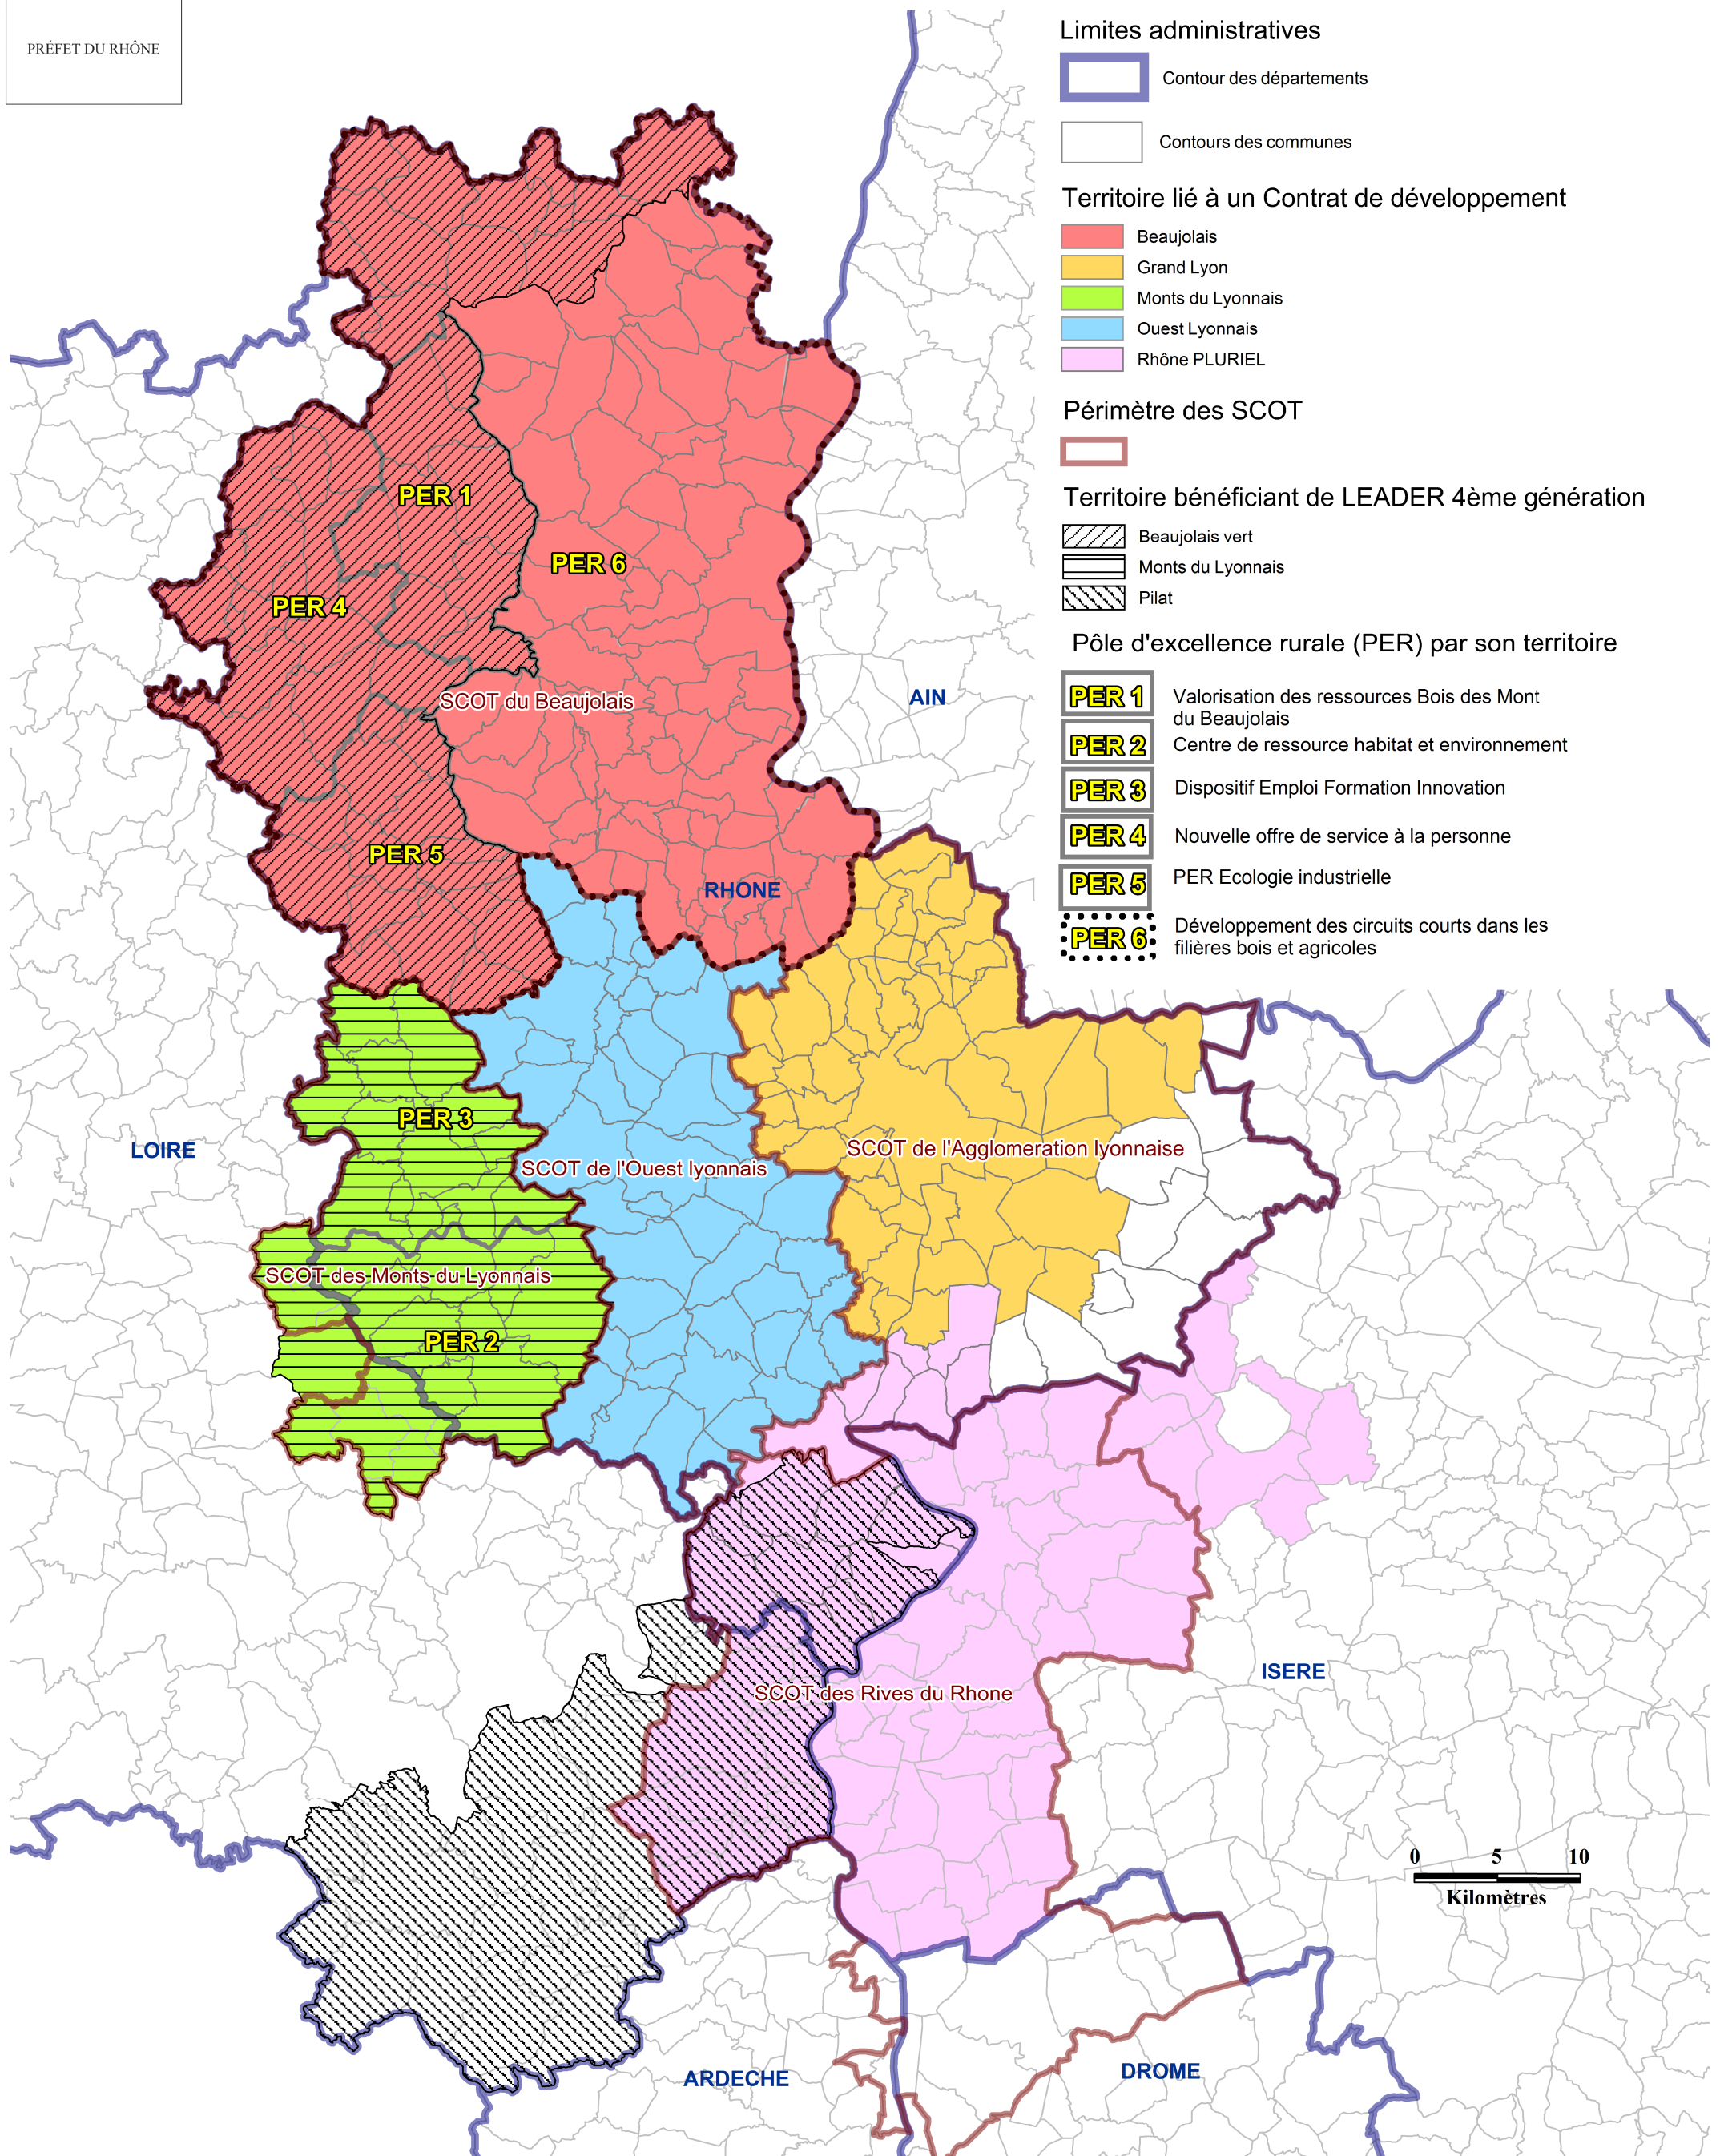 PRÉFET DU RHÔNE
Limites administratives
Contour des départements
Contours des communes
Territoire lié à un Contrat de développement
Beaujolais
Grand Lyon
Monts du Lyonnais
Ouest Lyonnais
Rhône PLURIEL
Périmètre des SCOT
Territoire bénéficiant de LEADER 4ème génération
Beaujolais vert
Monts du Lyonnais
Pilat
Pôle d'excellence rurale (PER) par son territoire
PER 1
Valorisation des ressources Bois des Mont
du Beaujolais
PER 2
Centre de ressource habitat et environnement
PER 3
Dispositif Emploi Formation Innovation
PER 4
Nouvelle offre de service à la personne
PER 5
PER Ecologie industrielle
PER 6
Développement des circuits courts dans les
filières bois et agricoles
PER 1
PER 6
PER 4
SCOT du Beaujolais
AIN
PER 5
RHONE
PER 3
LOIRE
SCOT de l'Ouest lyonnais
SCOT de l'Agglomeration lyonnaise
SCOT des Monts du Lyonnais
PER 2
ISERE
SCOT des Rives du Rhone
0 5 10
Kilomètres
ARDECHE
DROME